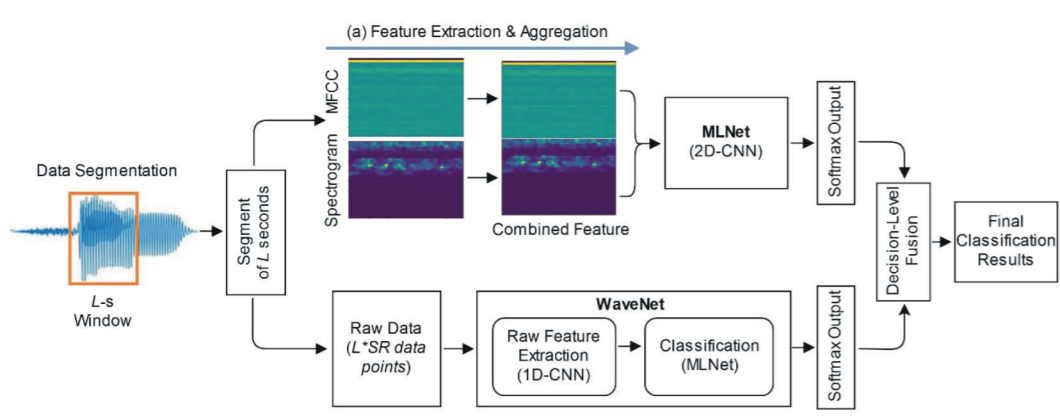 (a) Feature Extraction & Aggregation
MFCC
Spectrogram
Combined Feature
MLNet
(2D-CNN)
Softmax Output
Data Segmentation
L-s
Window
Segment
of L seconds
Decision-Level
Fusion
Final
Classification
Results
Raw Data
(L*SR data
points)
WaveNet
Raw Feature
Extraction
(1D-CNN)
Classification
(MLNet)
Softmax Output